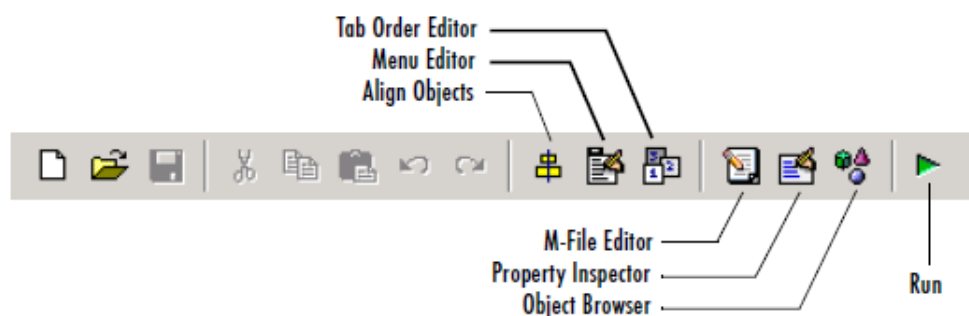 Tab Order Editor
Menu Editor
Align Objects
M-File Editor
Property Inspector
Object Browser
Run